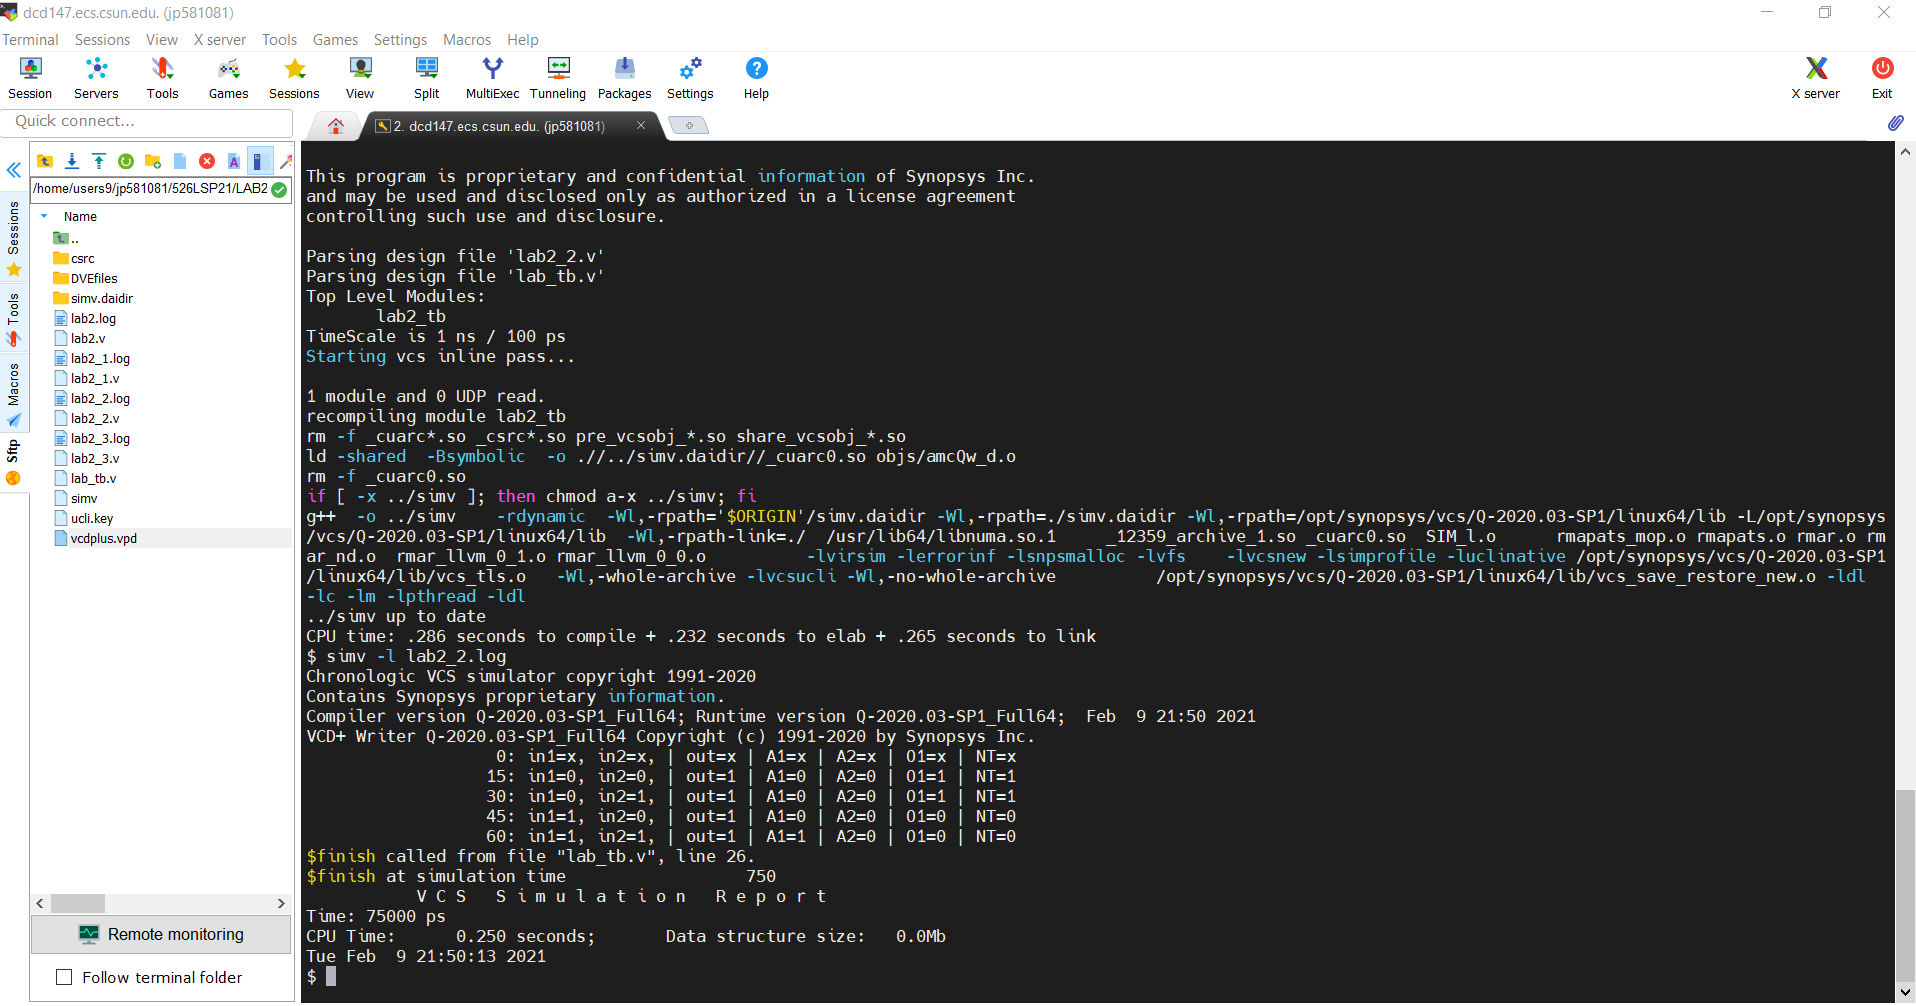 dcd147.ecs.csun.edu. (jp581081)
Terminal Sessions View X server Tools Games Settings Macros Help
Session Servers Tools Games Sessions View Split MultiExec Tunneling Packages Settings Help X server Exit
Quick connect...
2. dcd147.ecs.csun.edu. (jp581081)
/home/users9/jp581081/526LSP21/LAB2
Name
..
csrc
DVEfiles
simv.daidir
lab2.log
lab2.v
lab2_1.log
lab2_1.v
lab2_2.log
lab2_2.v
lab2_3.log
lab2_3.v
lab_tb.v
simv
ucli.key
vcdplus.vpd
Sessions
Tools
Macros
Sftp
Remote monitoring
Follow terminal folder
This program is proprietary and confidential information of Synopsys Inc.
and may be used and disclosed only as authorized in a license agreement
controlling such use and disclosure.
Parsing design file 'lab2_2.v'
Parsing design file 'lab_tb.v'
Top Level Modules:
lab2_tb
TimeScale is 1 ns / 100 ps
Starting vcs inline pass...
1 module and 0 UDP read.
recompiling module lab2_tb
rm -f _cuarc*.so _csrc*.so pre_vcsobj_*.so share_vcsobj_*.so
ld -shared -Bsymbolic -o .//../simv.daidir//_cuarc0.so objs/amcQw_d.o
rm -f _cuarc0.so
if [ -x ../simv ]; then chmod a-x ../simv; fi
g++ -o ../simv -rdynamic -Wl,-rpath='$ORIGIN'/simv.daidir -Wl,-rpath=./simv.daidir -Wl,-rpath=/opt/synopsys/vcs/Q-2020.03-SP1/linux64/lib -L/opt/synopsys
/vcs/Q-2020.03-SP1/linux64/lib -Wl,-rpath-link=./ /usr/lib64/libnuma.so.1 _12359_archive_1.so _cuarc0.so SIM_l.o rmapats_mop.o rmapats.o rmar.o rm
ar_nd.o rmar_llvm_0_1.o rmar_llvm_0_0.o -lvirsim -lerrorinf -lsnpsmalloc -lvfs -lvcsnew -lsimprofile -luclinative /opt/synopsys/vcs/Q-2020.03-SP1
/linux64/lib/vcs_tls.o -Wl,-whole-archive -lvcsucli -Wl,-no-whole-archive /opt/synopsys/vcs/Q-2020.03-SP1/linux64/lib/vcs_save_restore_new.o -ldl
-lc -lm -lpthread -ldl
../simv up to date
CPU time: .286 seconds to compile + .232 seconds to elab + .265 seconds to link
$ simv -l lab2_2.log
Chronologic VCS simulator copyright 1991-2020
Contains Synopsys proprietary information.
Compiler version Q-2020.03-SP1_Full64; Runtime version Q-2020.03-SP1_Full64; Feb 9 21:50 2021
VCD+ Writer Q-2020.03-SP1_Full64 Copyright (c) 1991-2020 by Synopsys Inc.
0: in1=x, in2=x, | out=x | A1=x | A2=x | O1=x | NT=x
15: in1=0, in2=0, | out=1 | A1=0 | A2=0 | O1=1 | NT=1
30: in1=0, in2=1, | out=1 | A1=0 | A2=0 | O1=1 | NT=1
45: in1=1, in2=0, | out=1 | A1=0 | A2=0 | O1=0 | NT=0
60: in1=1, in2=1, | out=1 | A1=1 | A2=0 | O1=0 | NT=0
$finish called from file "lab_tb.v", line 26.
$finish at simulation time 750
V C S S i m u l a t i o n R e p o r t
Time: 75000 ps
CPU Time: 0.250 seconds; Data structure size: 0.0Mb
Tue Feb 9 21:50:13 2021
$